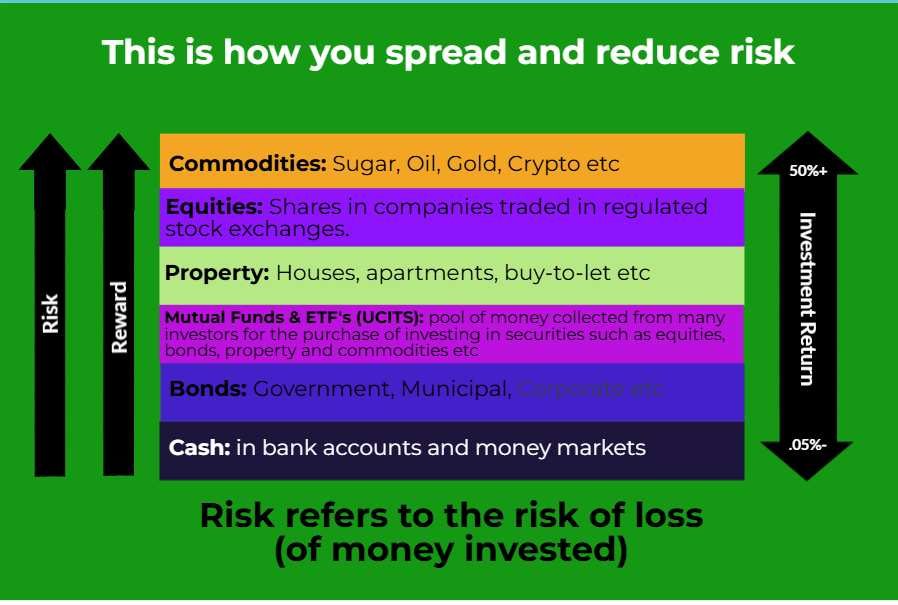 This is how you spread and reduce risk
Commodities: Sugar, Oil, Gold, Crypto etc
Equities: Shares in companies traded in regulated
stock exchanges.
Property: Houses, apartments, buy-to-let etc
Mutual Funds & ETF's (UCITS): pool of money collected from many
investors for the purchase of investing in securities such as equities,
bonds, property and commodities etc
Bonds: Government, Municipal, Corporate etc
Cash: in bank accounts and money markets
Risk
Reward
50%+
Investment Return
.05%-
Risk refers to the risk of loss
(of money invested)